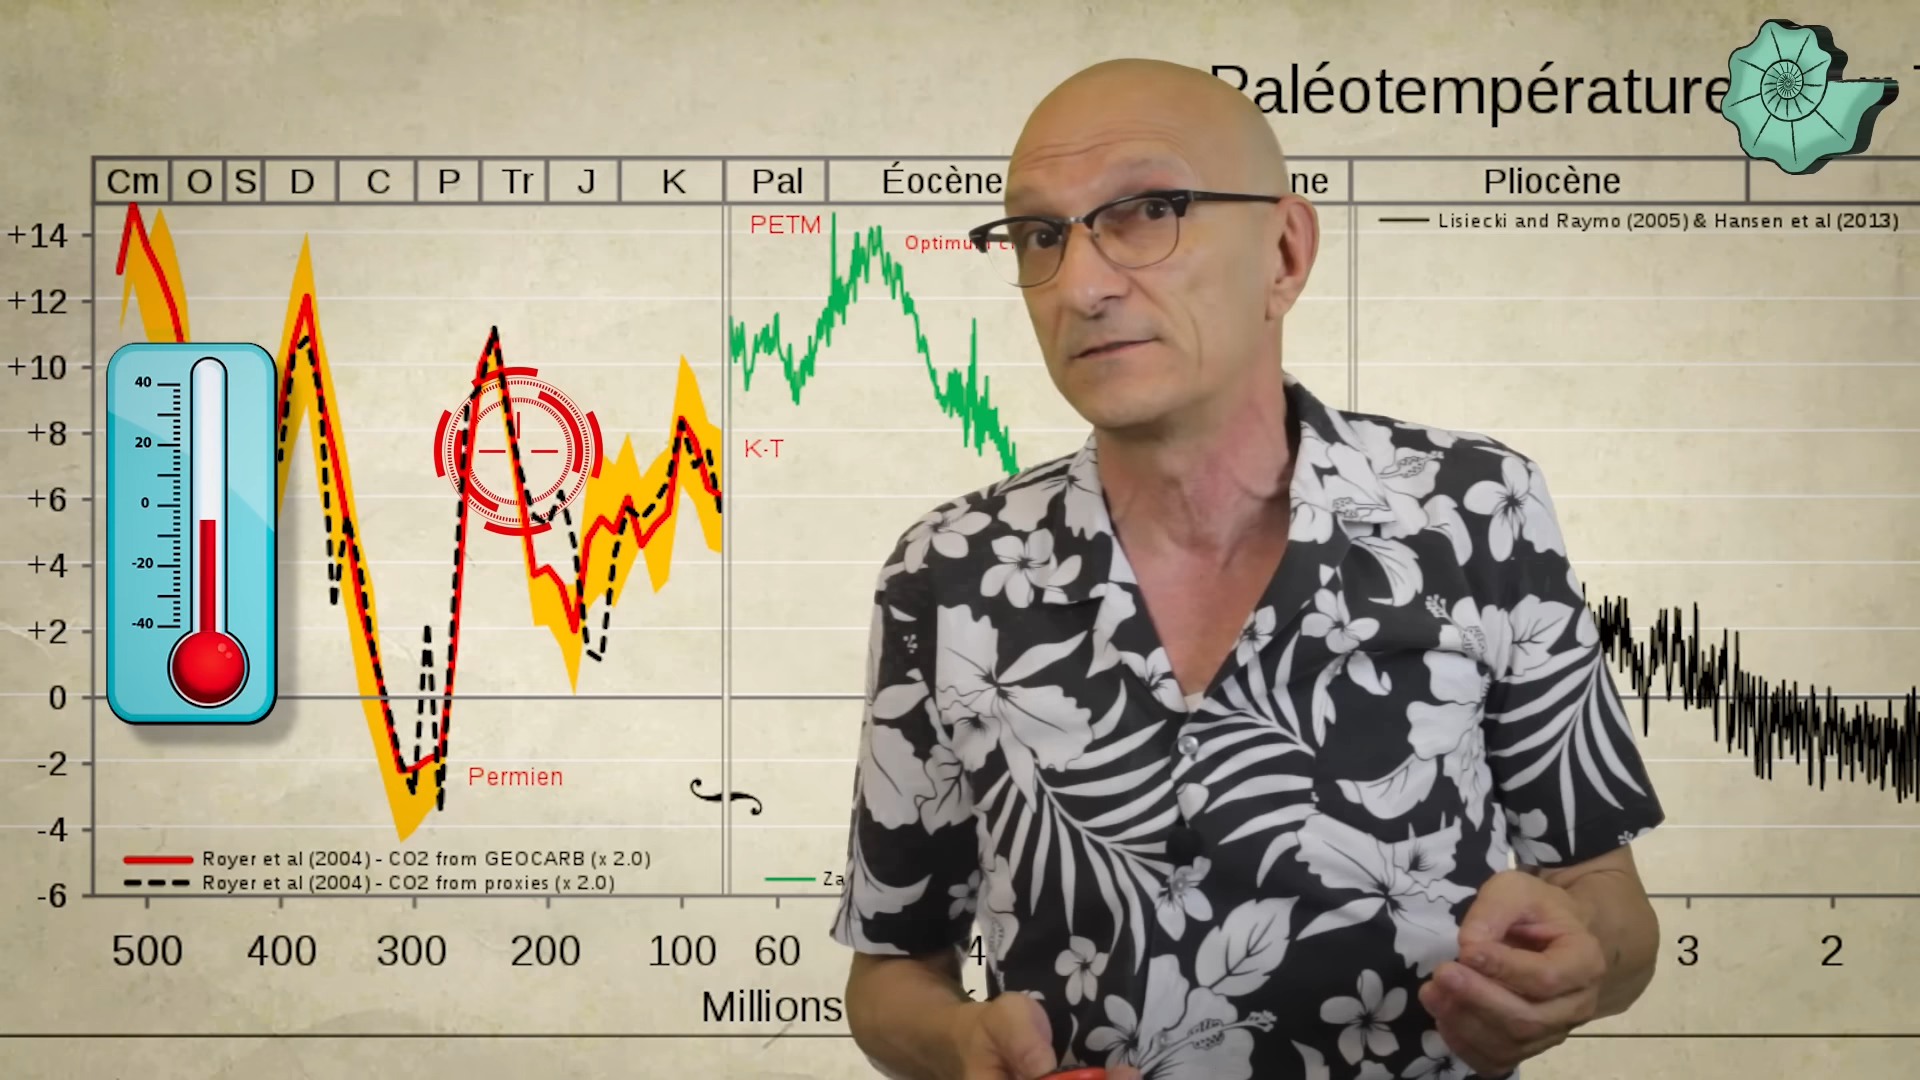 Paléotempérature
Cm O S D C P Tr J K Pal Éocène ne Pliocène
+14
+12
+10
+8
+6
+4
+2
0
-2
-4
-6
PETM
Lisiecki and Raymo (2005) & Hansen et al (2013)
40
20
0
-20
-40
K-T
Permien
Royer et al (2004) - CO2 from GEOCARB (x 2.0)
Royer et al (2004) - CO2 from proxies (x 2.0)
500 400 300 200 100 60 4 3 2
Millions